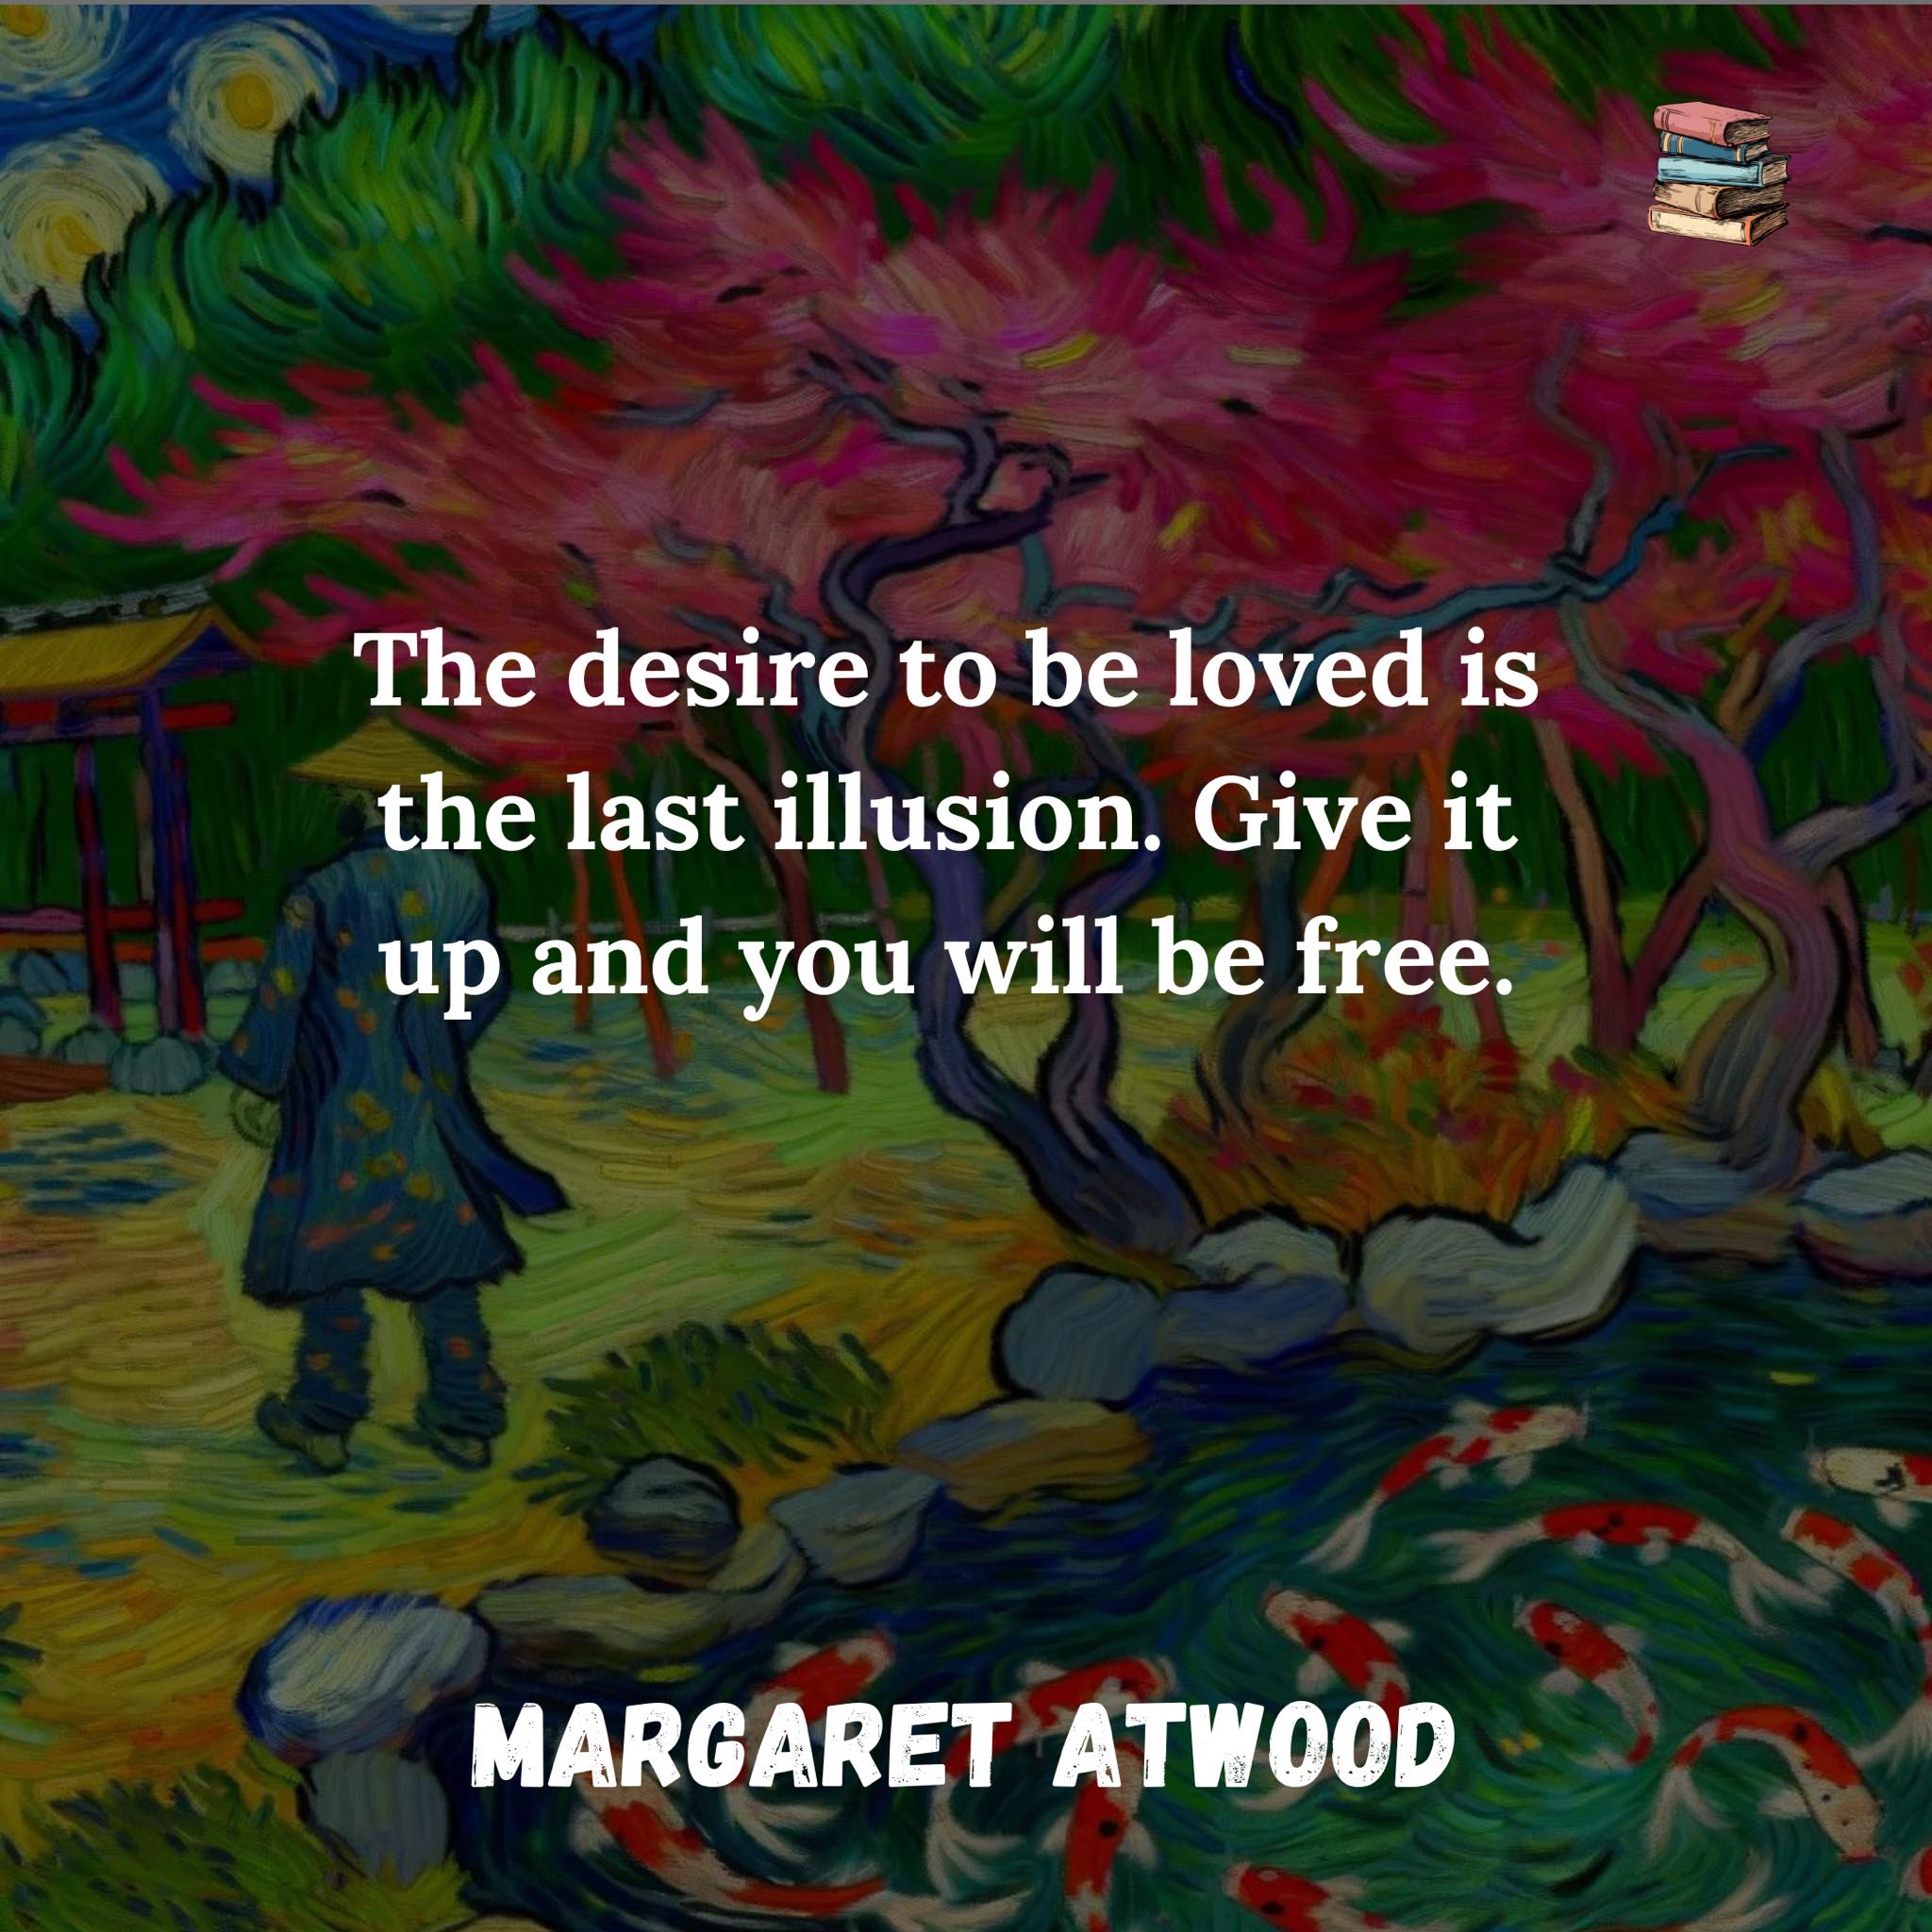 The desire to be loved is
the last illusion. Give it
up and you will be free.
MARGARET ATWOOD